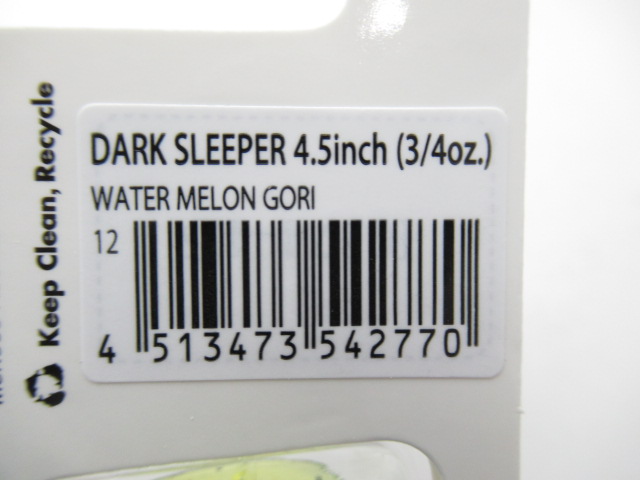 DARK SLEEPER 4.5inch (3/4oz.)
WATER MELON GORI
12
4 513473 542770
Keep Clean, Recycle